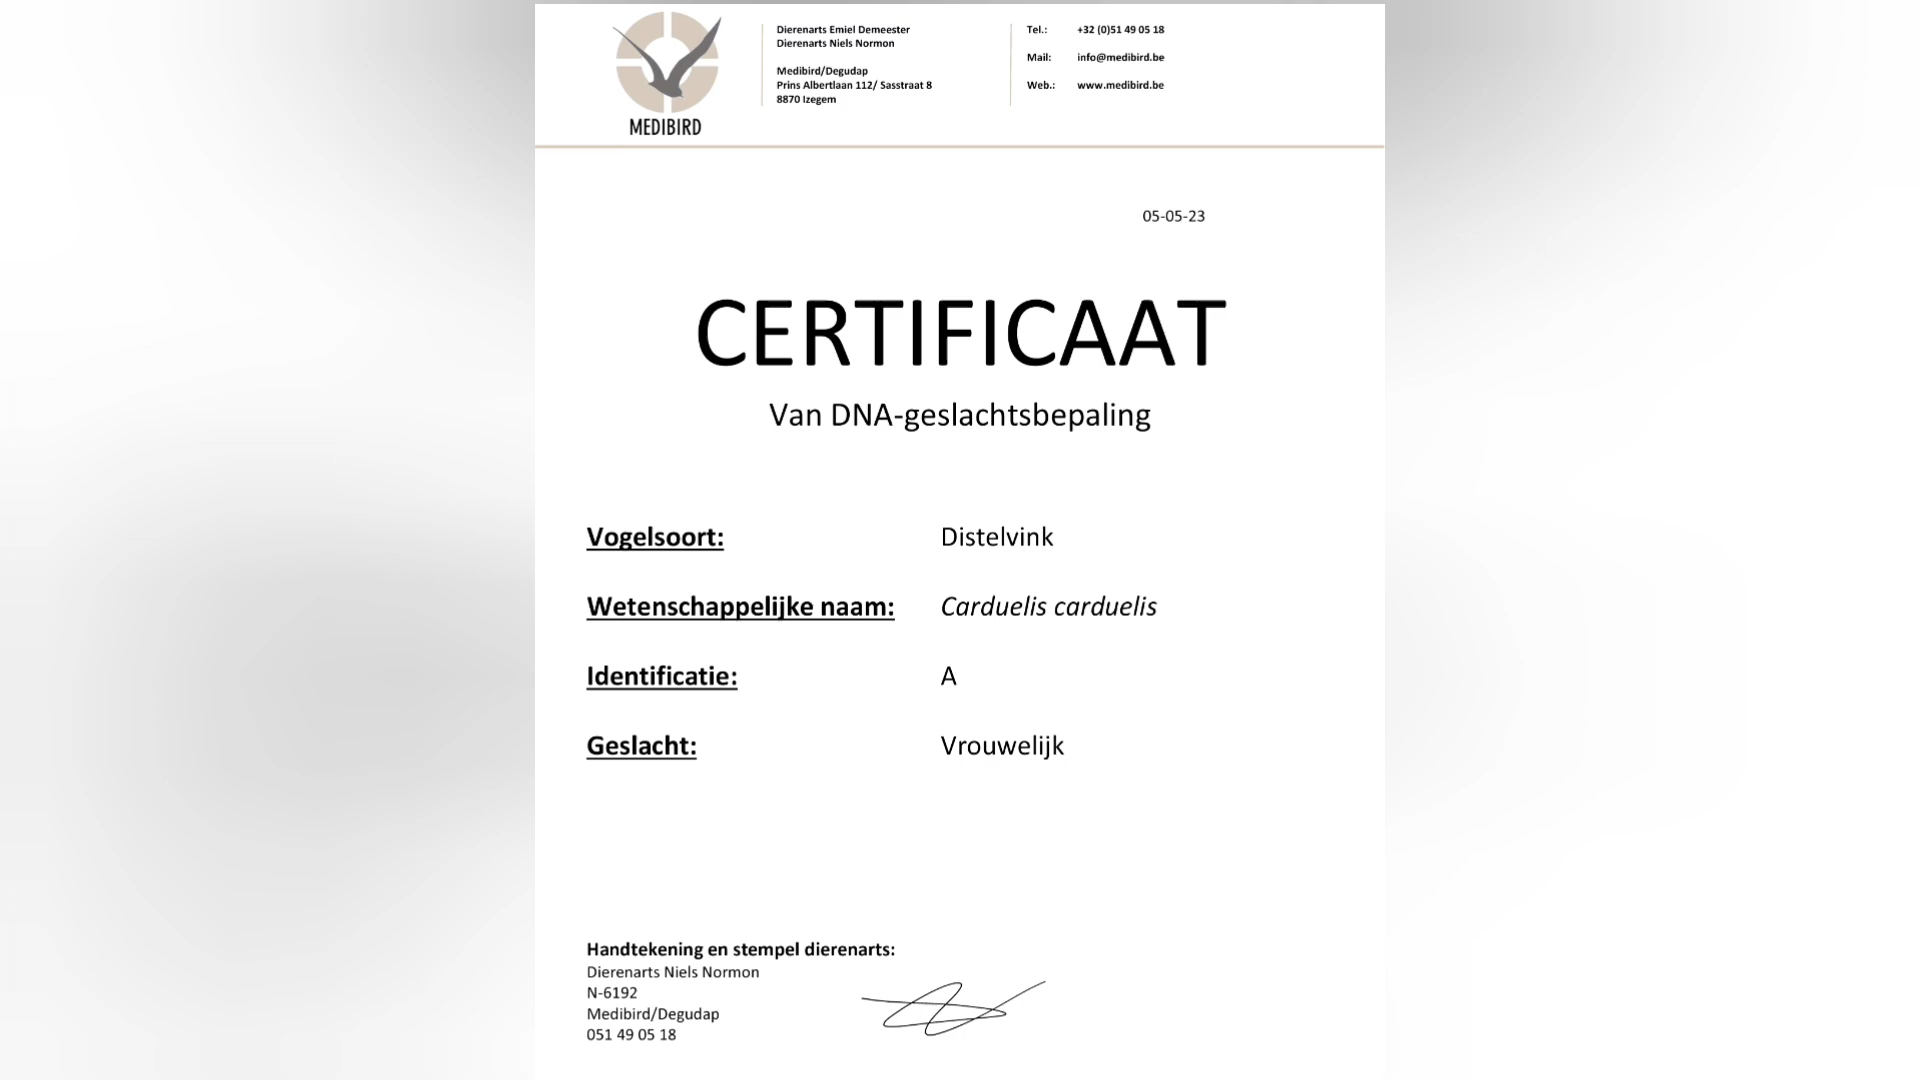 MEDIBIRD
Dierenarts Emiel Demeester
Dierenarts Niels Normon
Medibird/Degudap
Prins Albertlaan 112/ Sasstraat 8
8870 Izegem
Tel.: +32 (0)51 49 05 18
Mail: info@medibird.be
Web.: www.medibird.be
05-05-23
CERTIFICAAT
Van DNA-geslachtsbepaling
Vogelsoort: Distelvink
Wetenschappelijke naam: Carduelis carduelis
Identificatie: A
Geslacht: Vrouwelijk
Handtekening en stempel dierenarts:
Dierenarts Niels Normon
N-6192
Medibird/Degudap
051 49 05 18